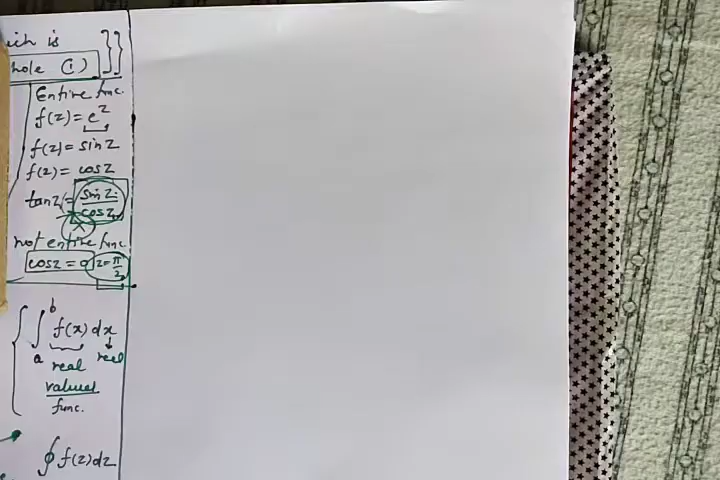 is }}
hole (C)
Entire func.
f(z) = e^z
f(z) = sin z
f(z) = cos z
tan z = sin z / cos z
not entire func
cos z = 0 z = π/2
∫_a^b f(x) dx
real real
valued
func.
∮ f(z) dz